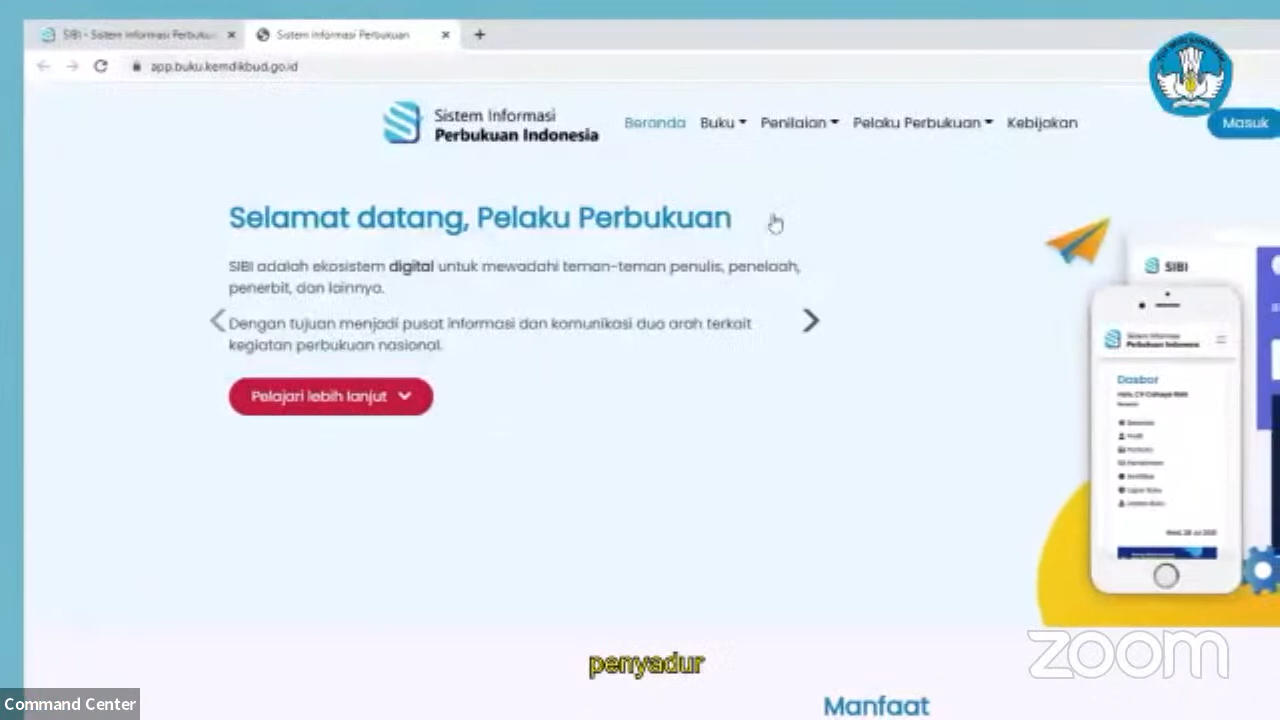 SIBI - Sistem Informasi Perbukua
Sistem Informasi Perbukuan
app.buku.kemdikbud.go.id
Sistem Informasi
Perbukuan Indonesia
Beranda Buku Penilaian Pelaku Perbukuan Kebijakan
Masuk
Selamat datang, Pelaku Perbukuan
SIBI adalah ekosistem digital untuk mewadahi teman-teman penulis, penelaah,
penerbit, dan lainnya.
Dengan tujuan menjadi pusat informasi dan komunikasi dua arah terkait
kegiatan perbukuan nasional.
Pelajari lebih lanjut
SIBI
Sistem Informasi
Perbukuan Indonesia
Dasbor
penyadur
zoom
Command Center
Manfaat